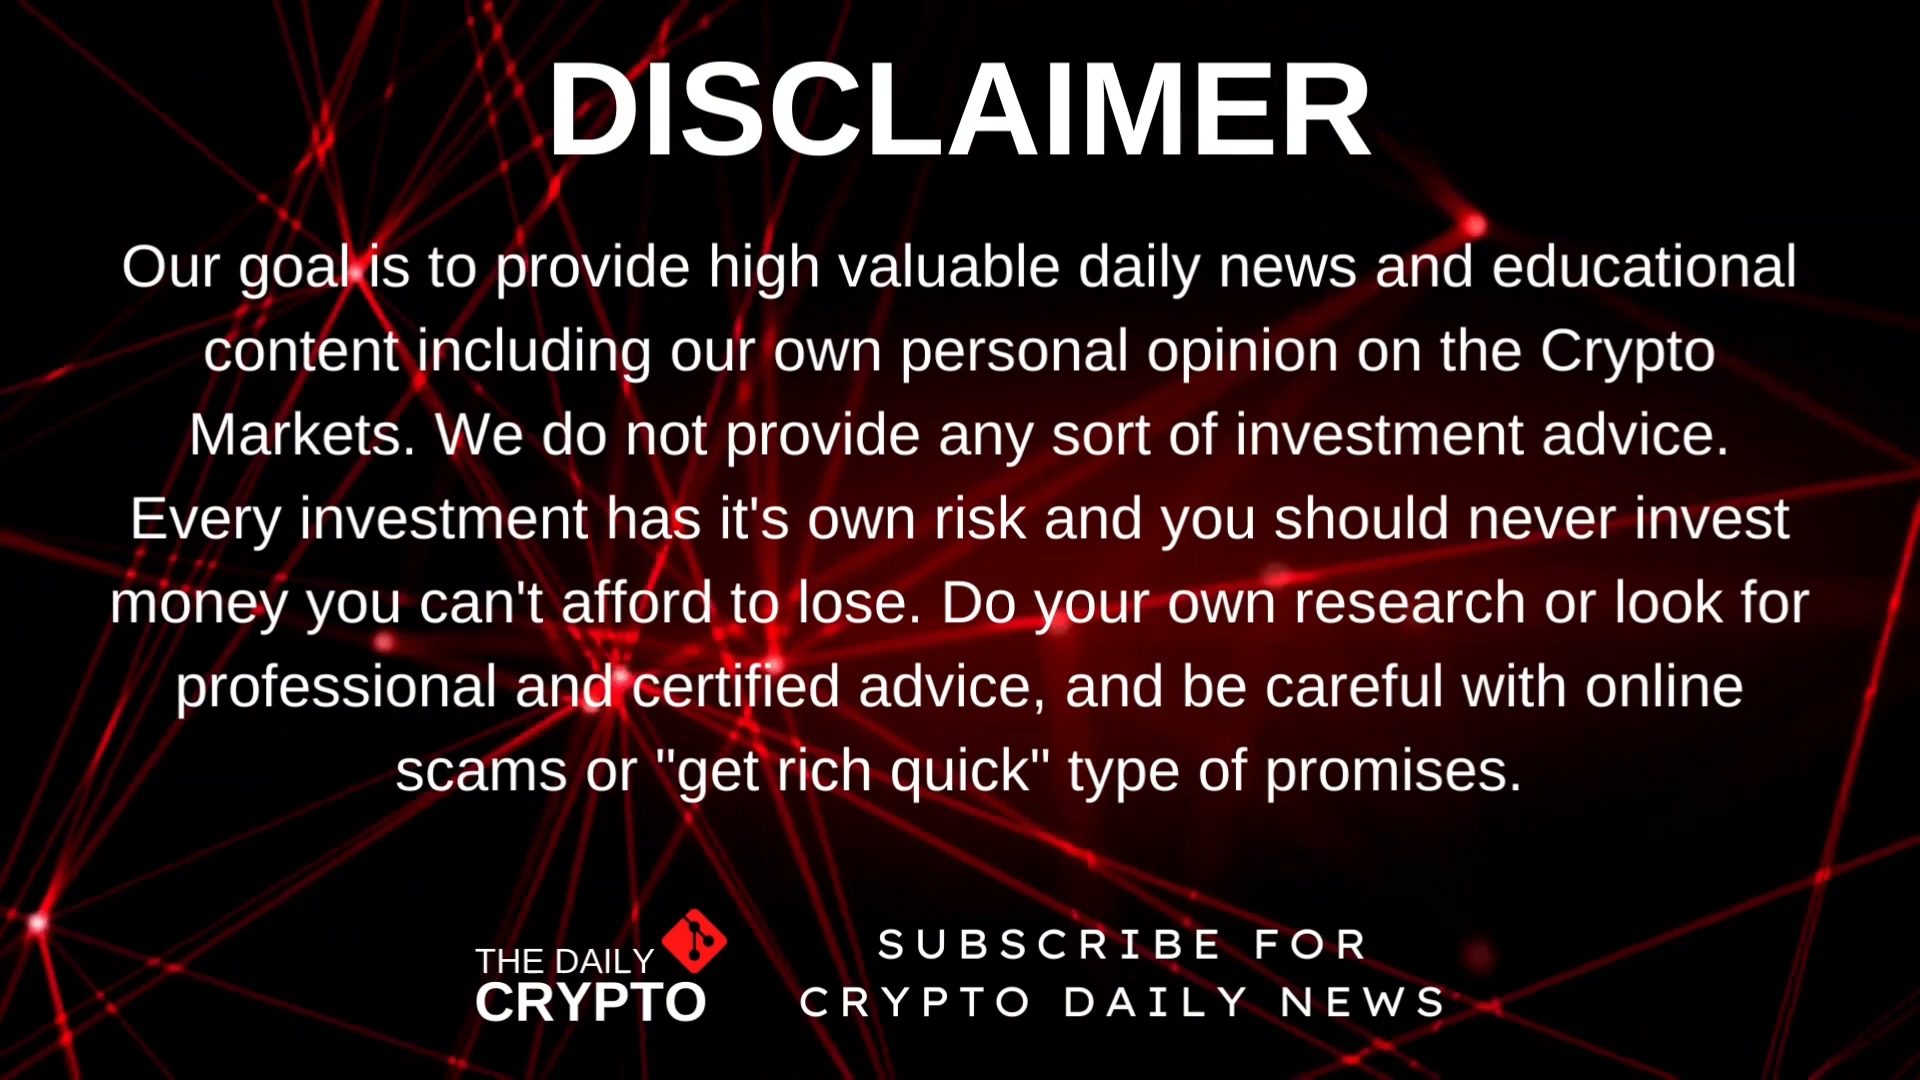 DISCLAIMER
Our goal is to provide high valuable daily news and educational
content including our own personal opinion on the Crypto
Markets. We do not provide any sort of investment advice.
Every investment has it's own risk and you should never invest
money you can't afford to lose. Do your own research or look for
professional and certified advice, and be careful with online
scams or "get rich quick" type of promises.
THE DAILY
CRYPTO
SUBSCRIBE FOR
CRYPTO DAILY NEWS